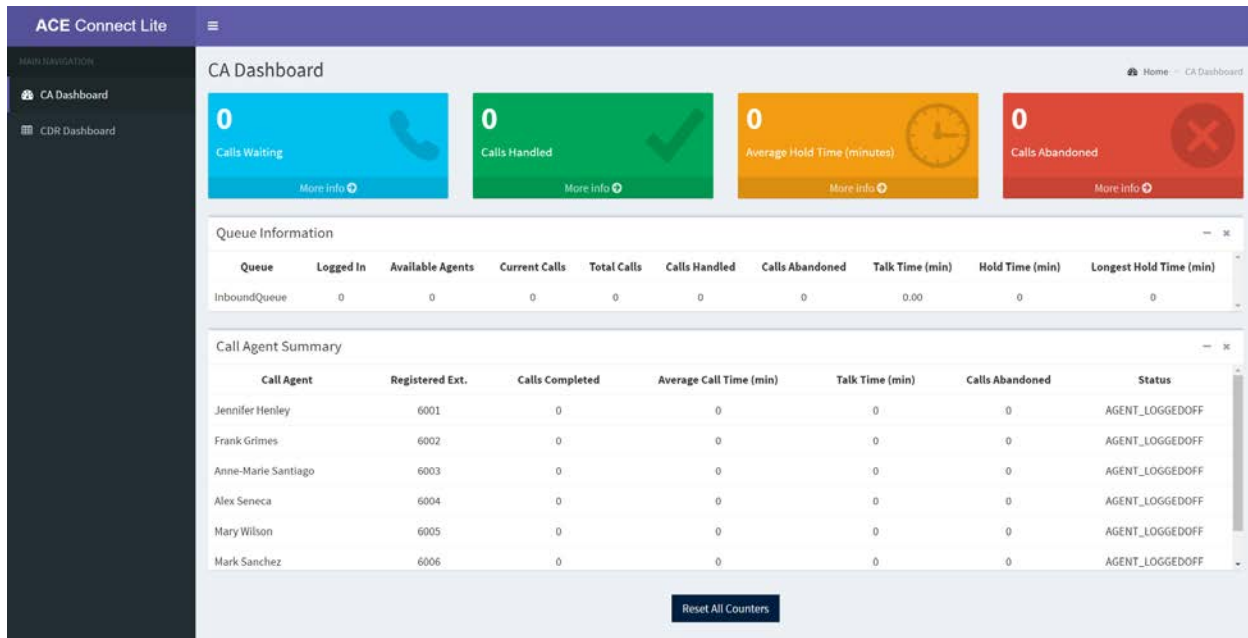 ACE Connect Lite
MAIN NAVIGATION
CA Dashboard
CDR Dashboard
CA Dashboard
Home CA Dashboard
0
Calls Waiting
More info
0
Calls Handled
More info
0
Average Hold Time (minutes)
More info
0
Calls Abandoned
More info
Queue Information
Queue Logged In Available Agents Current Calls Total Calls Calls Handled Calls Abandoned Talk Time (min) Hold Time (min) Longest Hold Time (min)
InboundQueue 0 0 0 0 0 0 0.00 0 0
Call Agent Summary
Call Agent Registered Ext. Calls Completed Average Call Time (min) Talk Time (min) Calls Abandoned Status
Jennifer Henley 6001 0 0 0 0 AGENT_LOGGEDOFF
Frank Grimes 6002 0 0 0 0 AGENT_LOGGEDOFF
Anne-Marie Santiago 6003 0 0 0 0 AGENT_LOGGEDOFF
Alex Seneca 6004 0 0 0 0 AGENT_LOGGEDOFF
Mary Wilson 6005 0 0 0 0 AGENT_LOGGEDOFF
Mark Sanchez 6006 0 0 0 0 AGENT_LOGGEDOFF
Reset All Counters